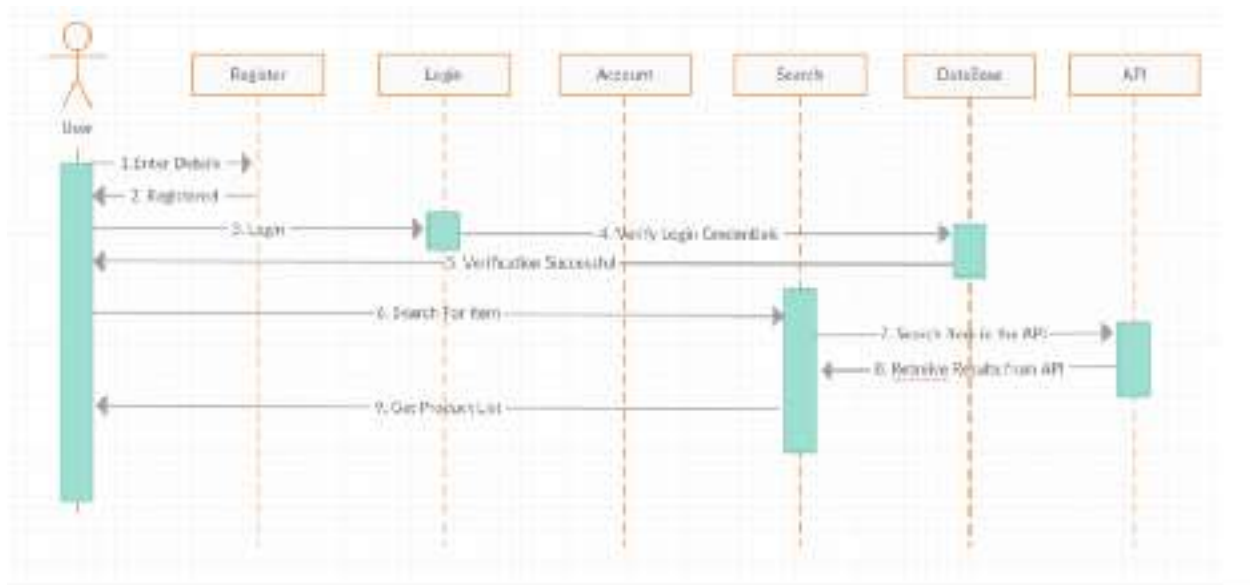 Register
Login
Account
Search
DataBase
API
User
1.Enter Details
2. Registered
3. Login
4. Verify Login Credentials
5. Verification Successful
6. Search For Item
7. Search Item in the API
8. Retreive Results from API
9. Get Product List